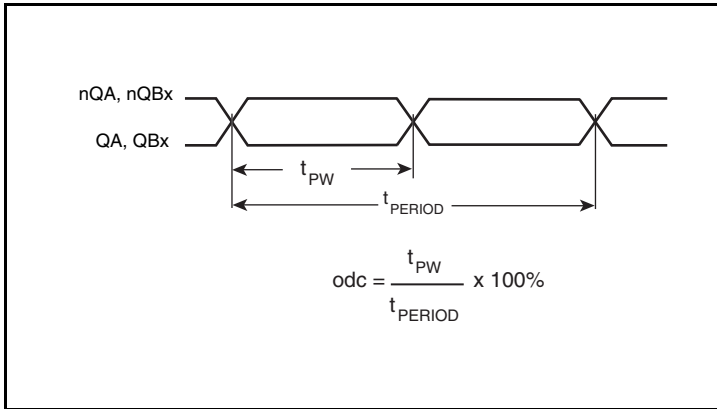 nQA, nQBx
QA, QBx
tPW
tPERIOD
odc = tPW / tPERIOD x 100%